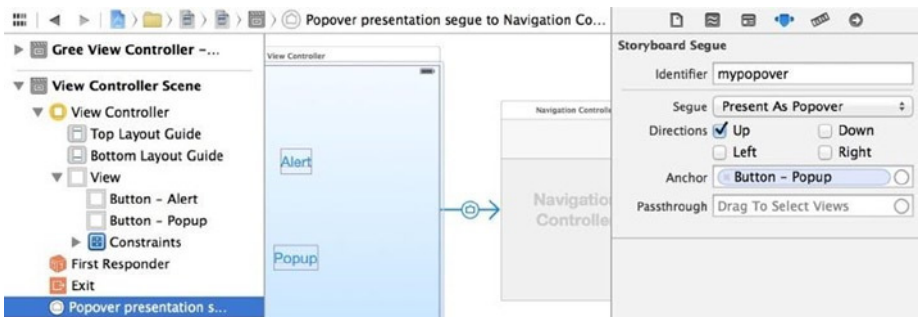 Popover presentation segue to Navigation Co...
Gree View Controller –...
View Controller Scene
View Controller
Top Layout Guide
Bottom Layout Guide
View
Button – Alert
Button – Popup
Constraints
First Responder
Exit
Popover presentation s...
View Controller
Alert
Popup
Navigation Controlle
Navigatio
Controlle
Storyboard Segue
Identifier mypopover
Segue Present As Popover
Directions Up Down
Left Right
Anchor Button – Popup
Passthrough Drag To Select Views